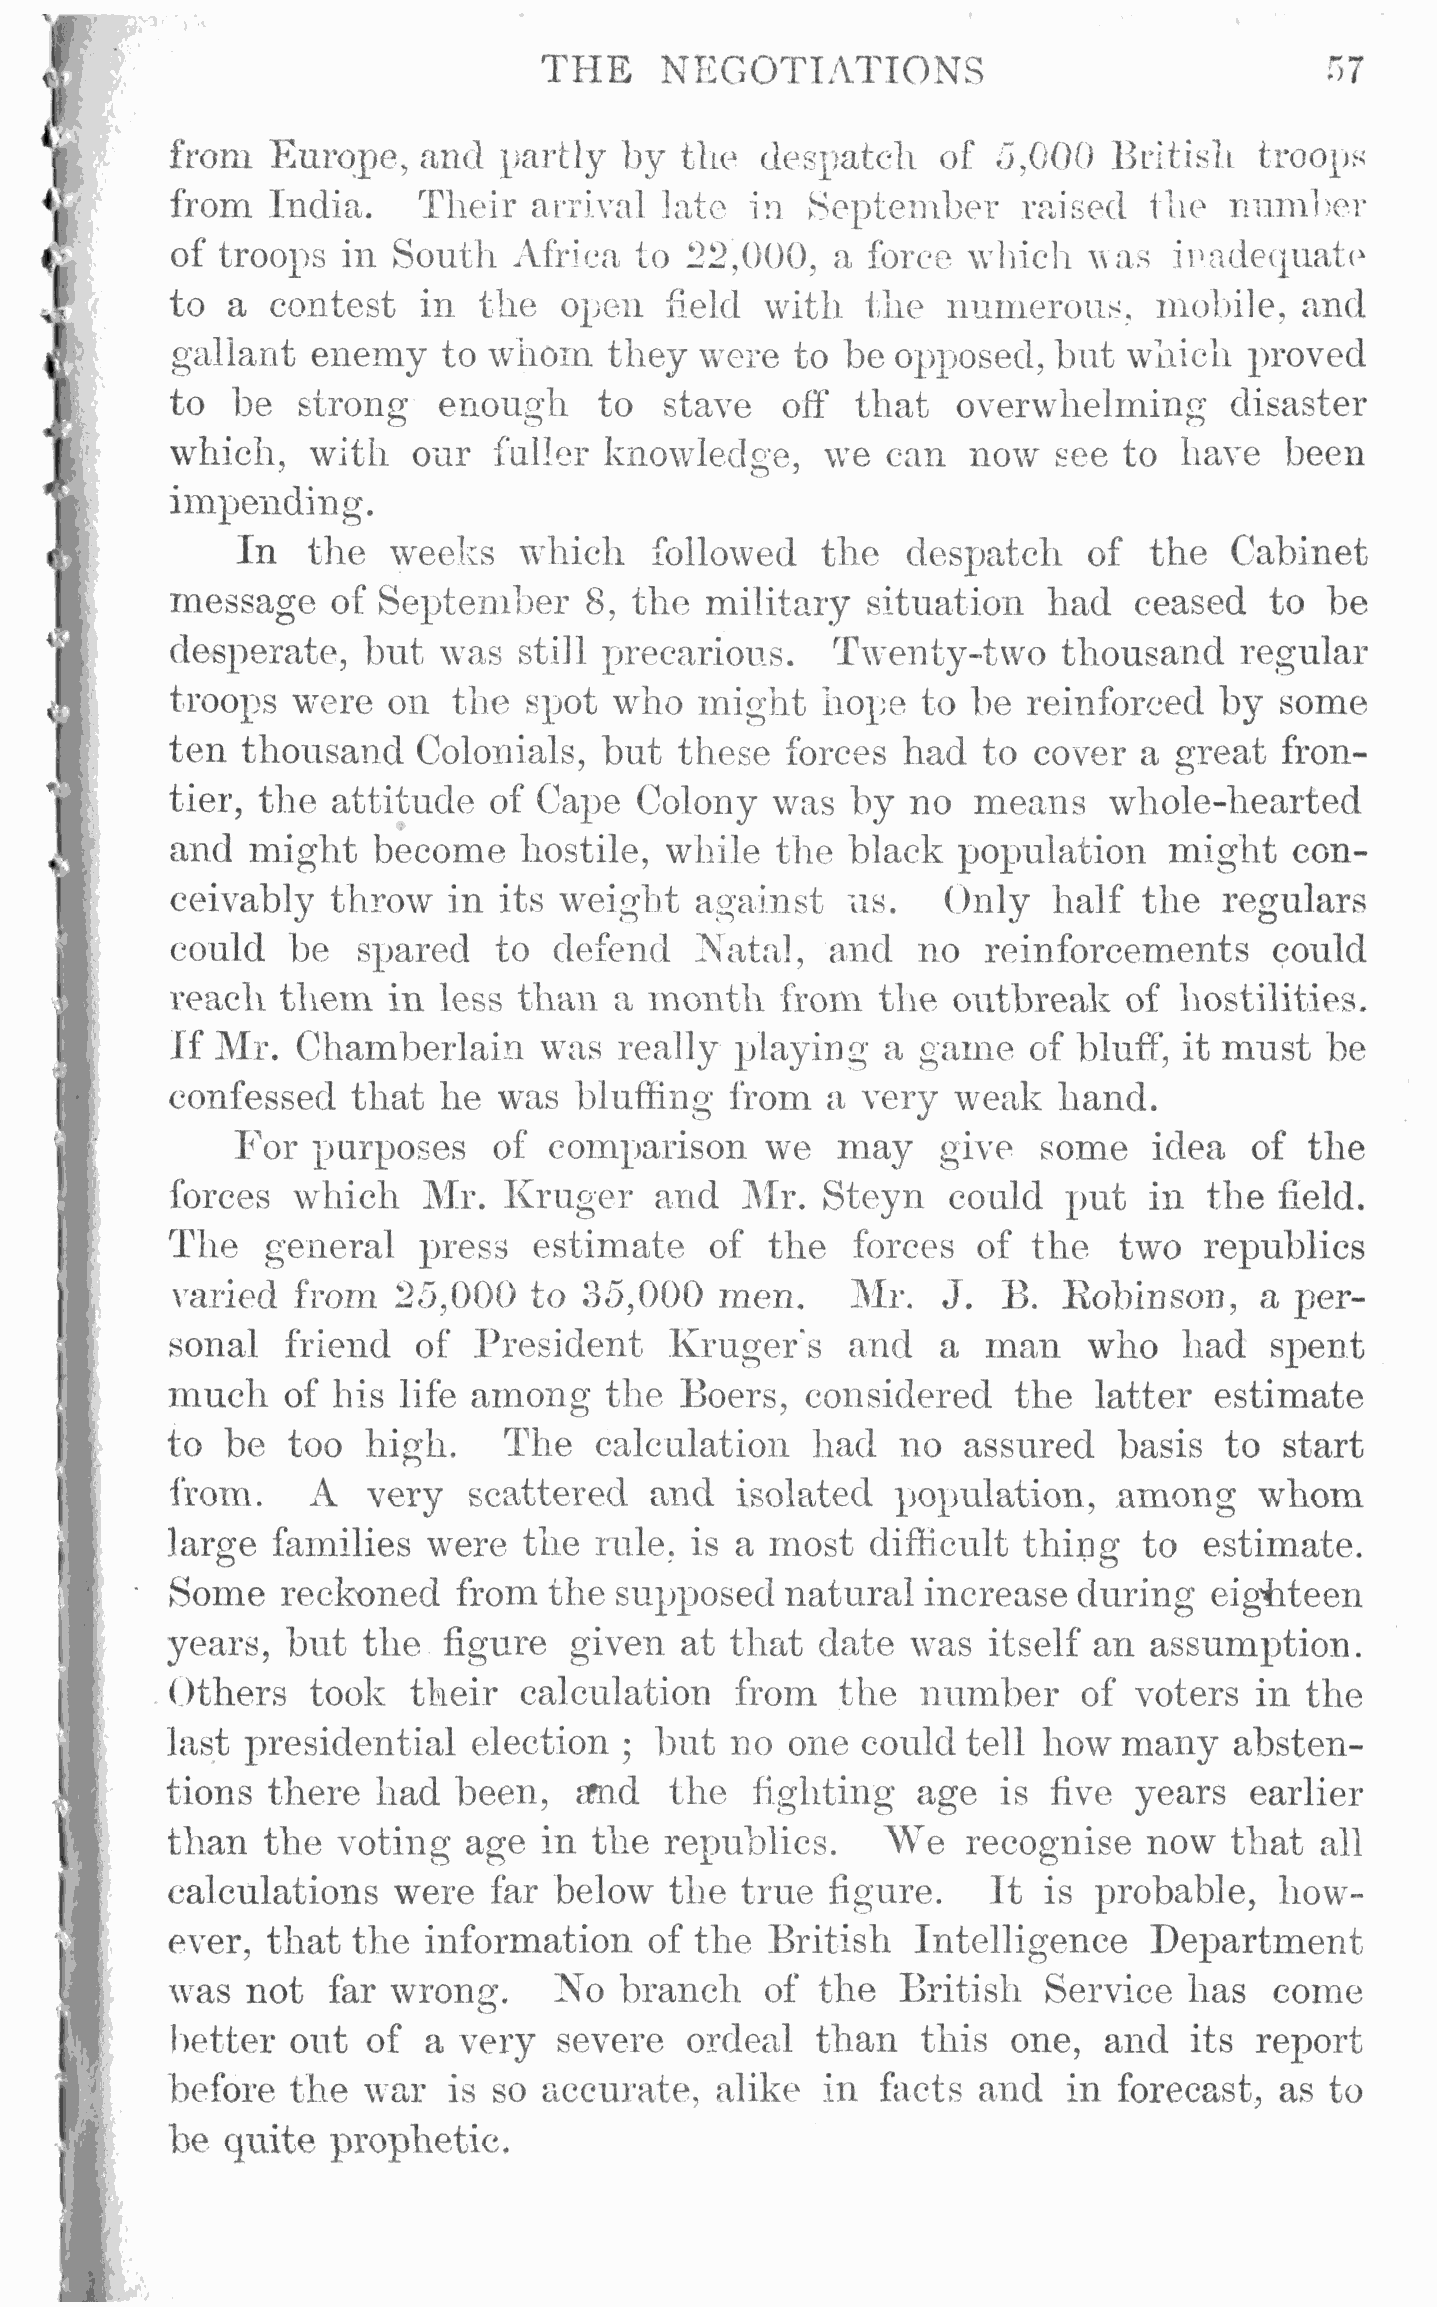 THE NEGOTIATIONS 57
from Europe, and partly by the despatch of 5,000 British troops
from India. Their arrival late in September raised the number
of troops in South Africa to 22,000, a force which was inadequate
to a contest in the open field with the numerous, mobile, and
gallant enemy to whom they were to be opposed, but which proved
to be strong enough to stave off that overwhelming disaster
which, with our fuller knowledge, we can now see to have been
impending.
In the weeks which followed the despatch of the Cabinet
message of September 8, the military situation had ceased to be
desperate, but was still precarious. Twenty-two thousand regular
troops were on the spot who might hope to be reinforced by some
ten thousand Colonials, but these forces had to cover a great fron-
tier, the attitude of Cape Colony was by no means whole-hearted
and might become hostile, while the black population might con-
ceivably throw in its weight against us. Only half the regulars
could be spared to defend Natal, and no reinforcements could
reach them in less than a month from the outbreak of hostilities.
If Mr. Chamberlain was really playing a game of bluff, it must be
confessed that he was bluffing from a very weak hand.
For purposes of comparison we may give some idea of the
forces which Mr. Kruger and Mr. Steyn could put in the field.
The general press estimate of the forces of the two republics
varied from 25,000 to 35,000 men. Mr. J. B. Robinson, a per-
sonal friend of President Kruger's and a man who had spent
much of his life among the Boers, considered the latter estimate
to be too high. The calculation had no assured basis to start
from. A very scattered and isolated population, among whom
large families were the rule, is a most difficult thing to estimate.
Some reckoned from the supposed natural increase during eighteen
years, but the figure given at that date was itself an assumption.
Others took their calculation from the number of voters in the
last presidential election ; but no one could tell how many absten-
tions there had been, and the fighting age is five years earlier
than the voting age in the republics. We recognise now that all
calculations were far below the true figure. It is probable, how-
ever, that the information of the British Intelligence Department
was not far wrong. No branch of the British Service has come
better out of a very severe ordeal than this one, and its report
before the war is so accurate, alike in facts and in forecast, as to
be quite prophetic.